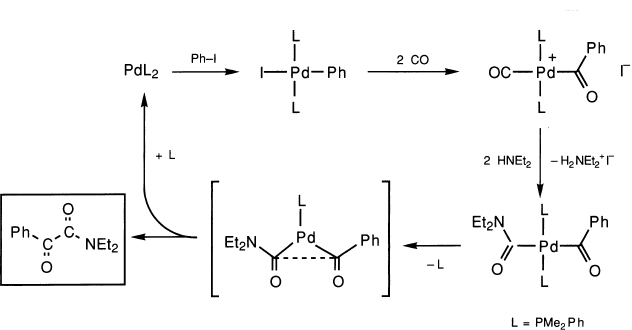 PdL2
Ph–I
L
I–Pd–Ph
L
2 CO
L
OC–Pd+
Ph
O
L
I–
+ L
2 HNEt2
–H2NEt2+I–
O
Ph
C
C
NEt2
O
L
Et2N
Pd
Ph
O
O
–L
L
Et2N
Pd
Ph
O
O
L
L = PMe2Ph